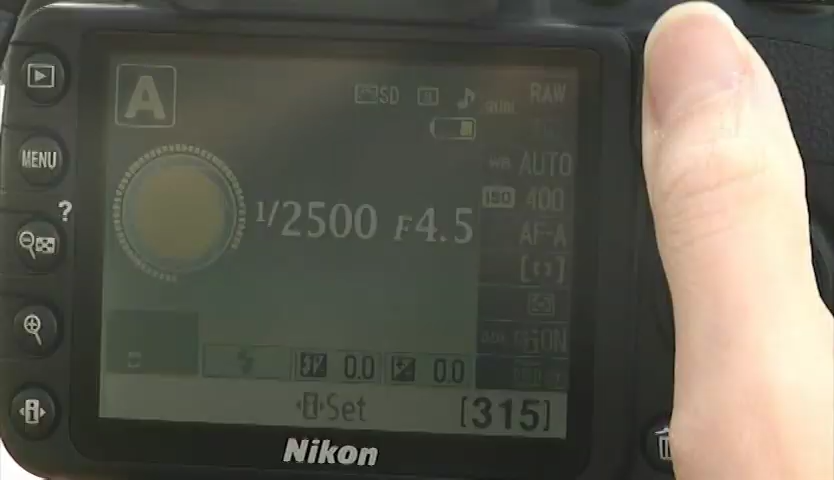 A
SD
RAW
MENU
WB AUTO
?
ISO 400
1/2500 F4.5
AF-A
0.0
0.0
i Set
[315]
Nikon